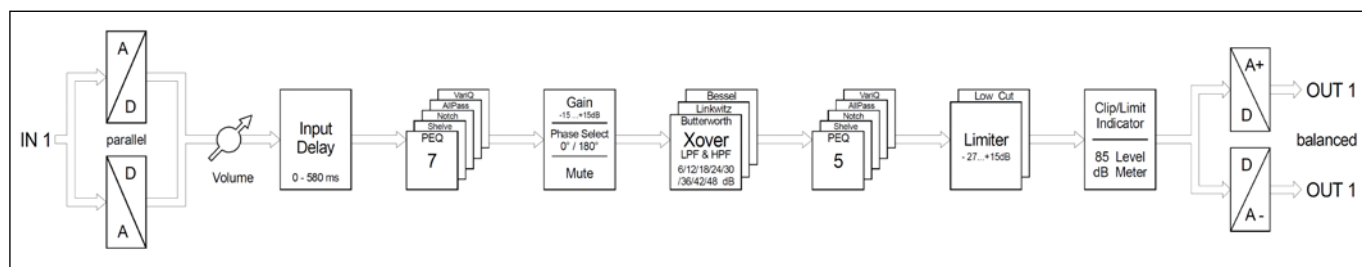 IN 1
A
D
parallel
D
A
Volume
Input
Delay
0 - 580 ms
VariQ
AllPass
Notch
Shelve
PEQ
7
Gain
-15 ...+15dB
Phase Select
0° / 180°
Mute
Bessel
Linkwitz
Butterworth
Xover
LPF & HPF
6/12/18/24/30
/36/42/48 dB
VariQ
AllPass
Notch
Shelve
PEQ
5
Low Cut
Limiter
- 27...+15dB
Clip/Limit
Indicator
85 Level
dB Meter
A+
D
OUT 1
balanced
D
A -
OUT 1